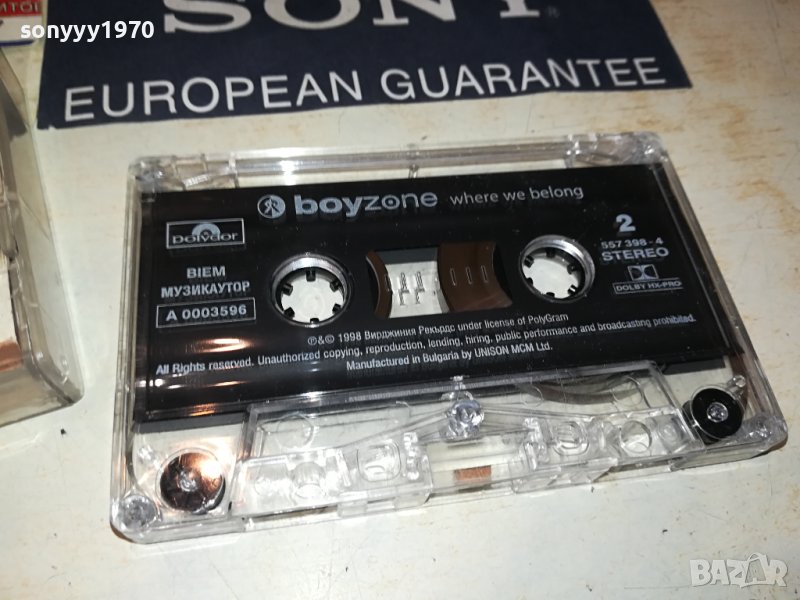 sonyyy1970
SONY
EUROPEAN GUARANTEE
boyzone where we belong
Polydor
2
557 398-4
STEREO
DOLBY HX-PRO
BIEM
МУЗИКАУТОР
A 0003596
℗&© 1998 Вирджиния Рекърдс under license of PolyGram
All Rights reserved. Unauthorized copying, reproduction, lending, hiring, public performance and broadcasting prohibited.
Manufactured in Bulgaria by UNISON MCM Ltd.
BAZAR